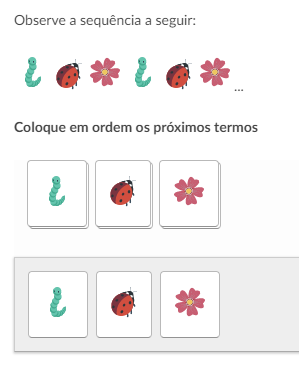 Observe a sequência a seguir:
...
Coloque em ordem os próximos termos